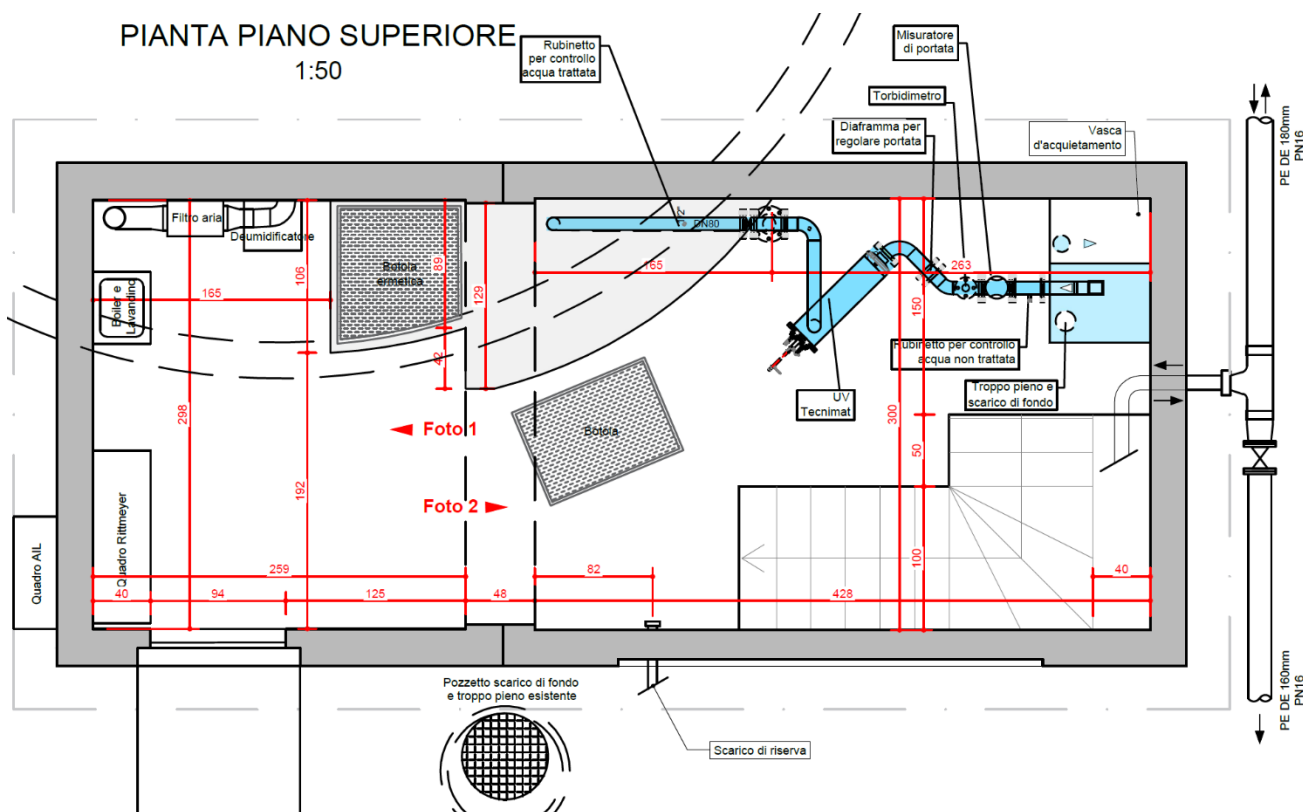 PIANTA PIANO SUPERIORE
1:50
Rubinetto
per controllo
acqua trattata
Misuratore
di portata
Torbidimetro
Diaframma per
regolare portata
Vasca
d'acquietamento
PE DE 180mm
PN16
Filtro aria
Deumidificatore
Botola
ermetica
DN80
89
106
129
165
165
263
150
Boiler e
Lavandino
42
Rubinetto per controllo
acqua non trattata
UV
Tecnimat
Troppo pieno e
scarico di fondo
298
300
Foto 1
Botola
50
192
Foto 2
Quadro AIL
Quadro Rittmeyer
100
259
82
40
40
94
125
48
428
Pozzetto scarico di fondo
e troppo pieno esistente
Scarico di riserva
PE DE 160mm
PN16